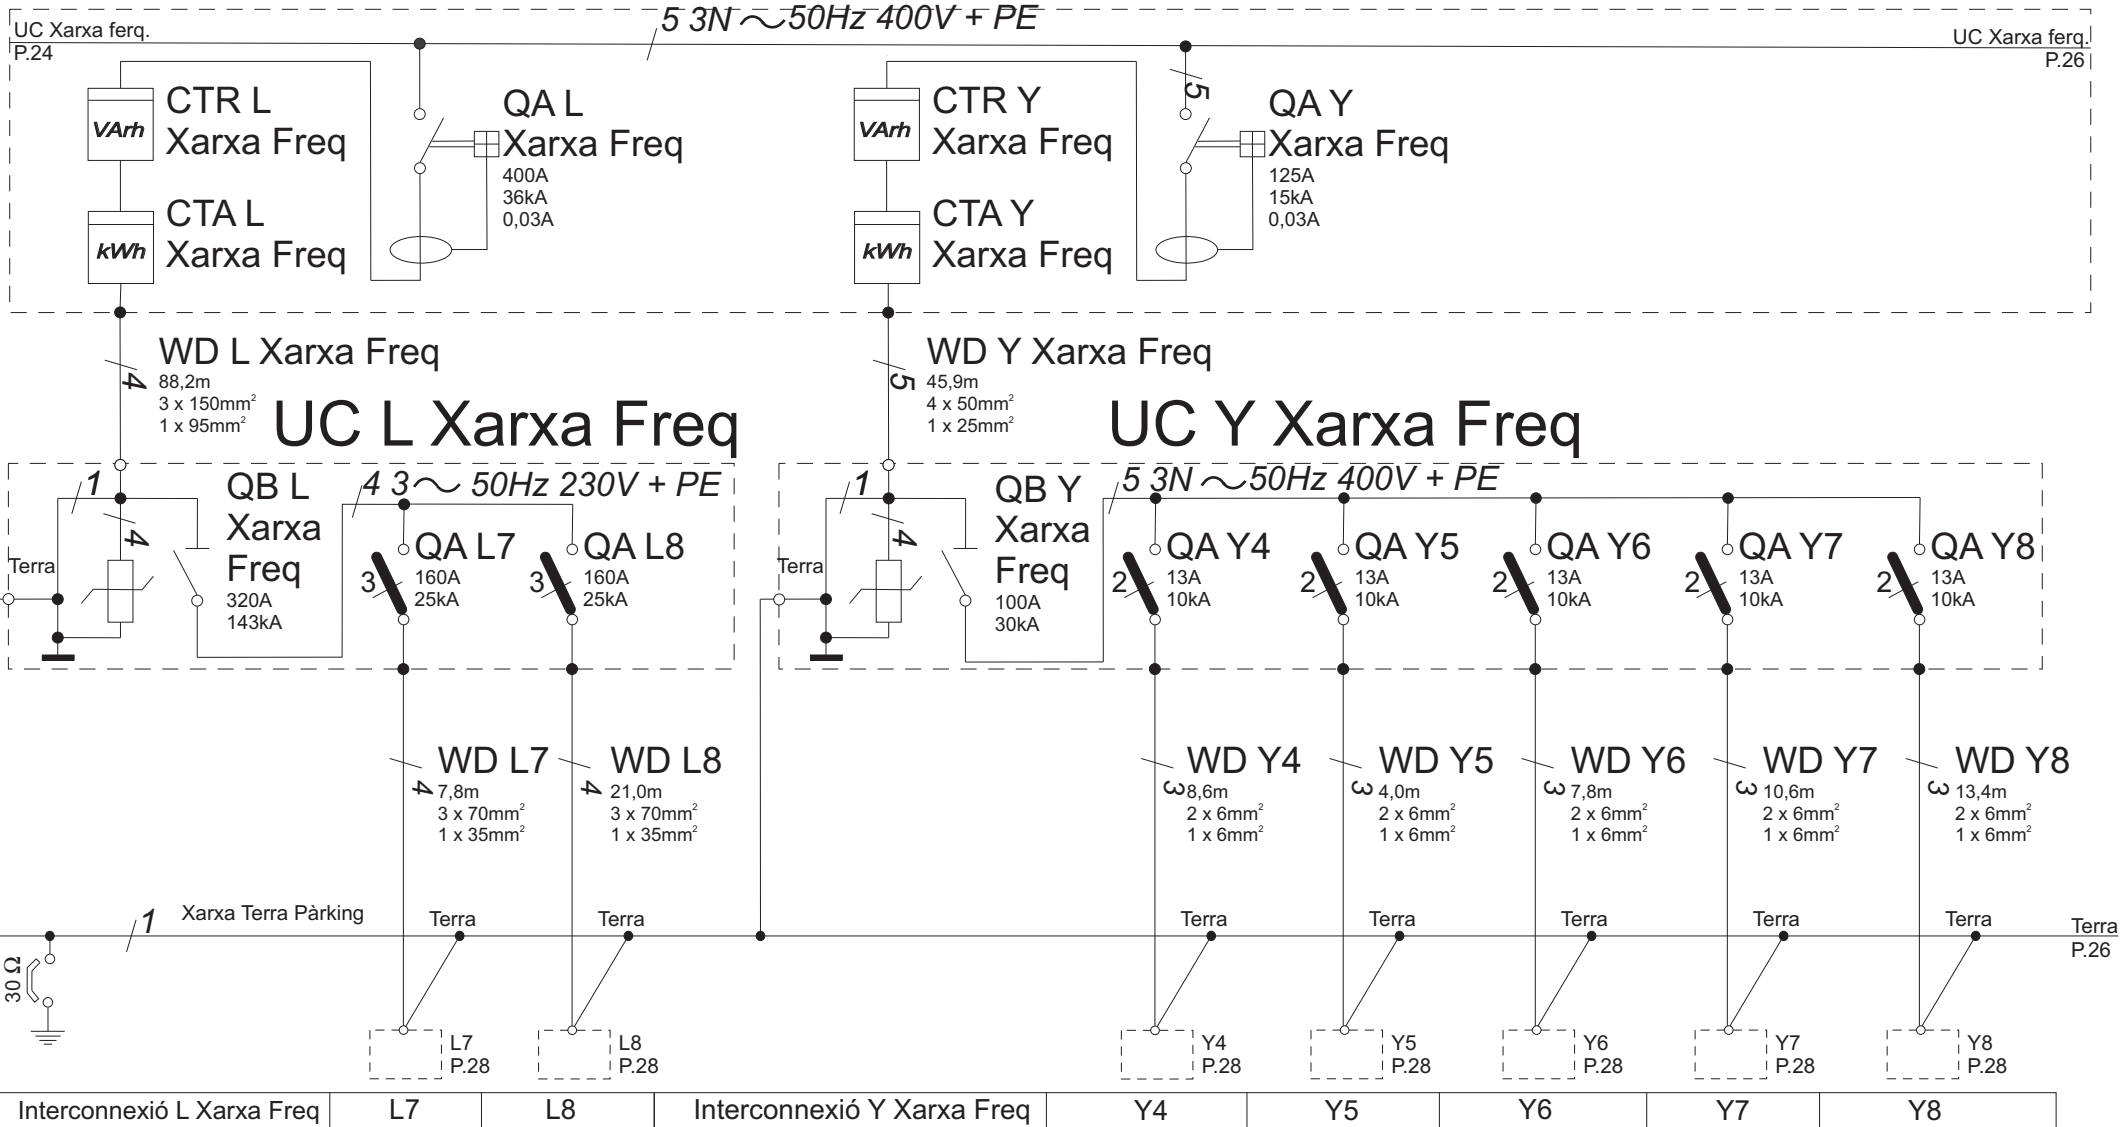 UC Xarxa ferq.
P.24
5 3N ~ 50Hz 400V + PE
UC Xarxa ferq.
P.26
VArh
CTR L
Xarxa Freq
kWh
CTA L
Xarxa Freq
QA L
Xarxa Freq
400A
36kA
0,03A
VArh
CTR Y
Xarxa Freq
kWh
CTA Y
Xarxa Freq
5
QA Y
Xarxa Freq
125A
15kA
0,03A
4
WD L Xarxa Freq
88,2m
3 x 150mm²
1 x 95mm²
5
WD Y Xarxa Freq
45,9m
4 x 50mm²
1 x 25mm²
UC L Xarxa Freq
1
4
Terra
QB L
Xarxa
Freq
320A
143kA
4 3 ~ 50Hz 230V + PE
3
QA L7
160A
25kA
3
QA L8
160A
25kA
UC Y Xarxa Freq
1
4
Terra
QB Y
Xarxa
Freq
100A
30kA
5 3N ~ 50Hz 400V + PE
2
QA Y4
13A
10kA
2
QA Y5
13A
10kA
2
QA Y6
13A
10kA
2
QA Y7
13A
10kA
2
QA Y8
13A
10kA
4
WD L7
7,8m
3 x 70mm²
1 x 35mm²
4
WD L8
21,0m
3 x 70mm²
1 x 35mm²
3
WD Y4
8,6m
2 x 6mm²
1 x 6mm²
3
WD Y5
4,0m
2 x 6mm²
1 x 6mm²
3
WD Y6
7,8m
2 x 6mm²
1 x 6mm²
3
WD Y7
10,6m
2 x 6mm²
1 x 6mm²
3
WD Y8
13,4m
2 x 6mm²
1 x 6mm²
1
Xarxa Terra Pàrking
Terra
Terra
Terra
Terra
Terra
Terra
Terra
Terra
P.26
30 Ω
L7
P.28
L8
P.28
Y4
P.28
Y5
P.28
Y6
P.28
Y7
P.28
Y8
P.28
Interconnexió L Xarxa Freq
L7
L8
Interconnexió Y Xarxa Freq
Y4
Y5
Y6
Y7
Y8